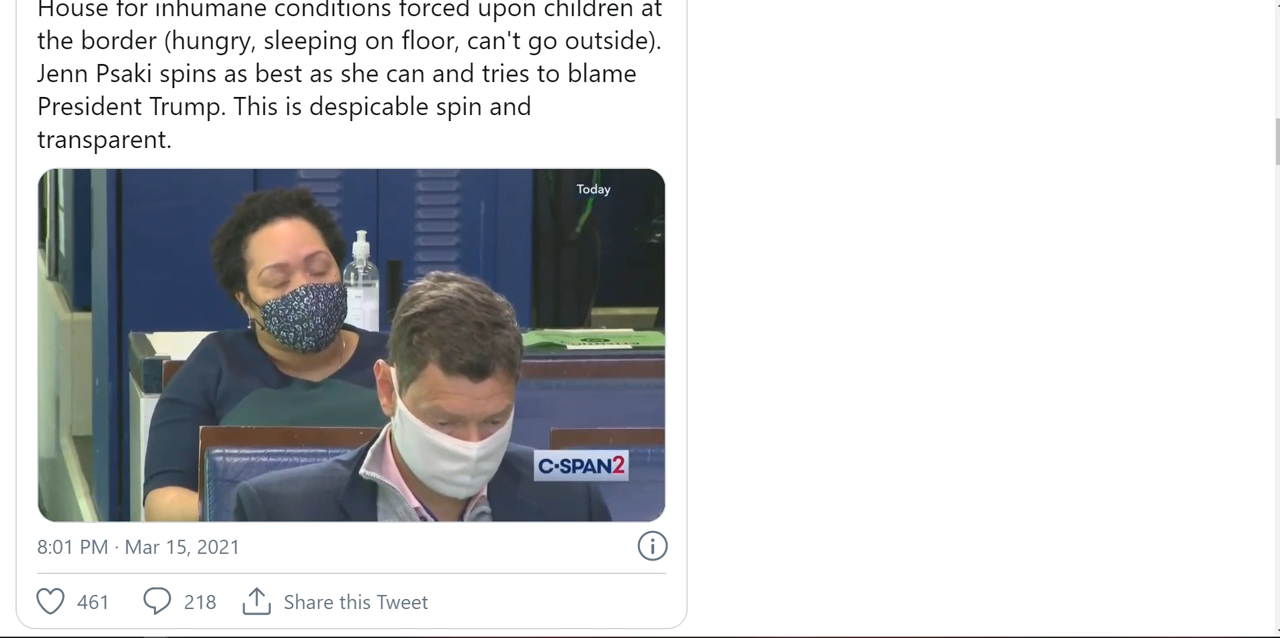 House for inhumane conditions forced upon children at
the border (hungry, sleeping on floor, can't go outside).
Jenn Psaki spins as best as she can and tries to blame
President Trump. This is despicable spin and
transparent.
Today
C-SPAN2
8:01 PM · Mar 15, 2021
461
218
Share this Tweet